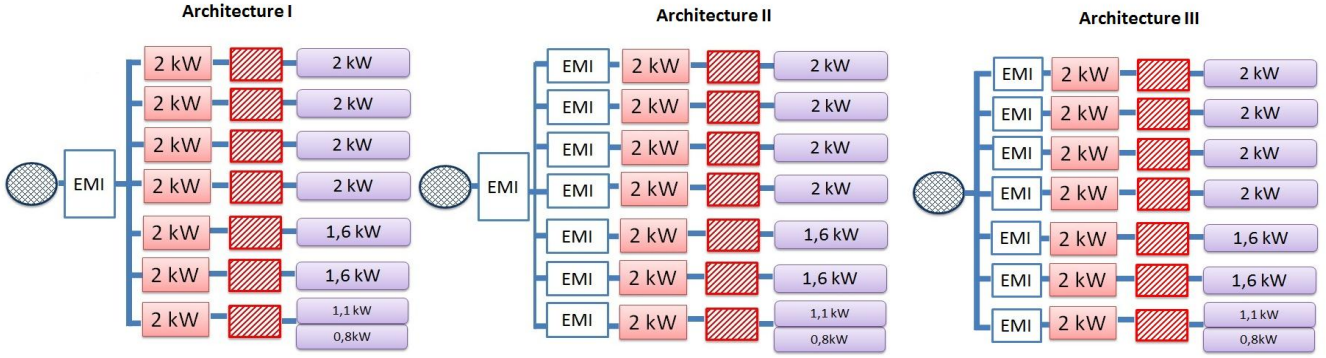 Architecture I
2 kW 2 kW
2 kW 2 kW
2 kW 2 kW
EMI 2 kW 2 kW
2 kW 1,6 kW
2 kW 1,6 kW
2 kW 1,1 kW
0,8kW
Architecture II
EMI 2 kW 2 kW
EMI 2 kW 2 kW
EMI 2 kW 2 kW
EMI EMI 2 kW 2 kW
EMI 2 kW 1,6 kW
EMI 2 kW 1,6 kW
EMI 2 kW 1,1 kW
0,8kW
Architecture III
EMI 2 kW 2 kW
EMI 2 kW 2 kW
EMI 2 kW 2 kW
EMI 2 kW 2 kW
EMI 2 kW 1,6 kW
EMI 2 kW 1,6 kW
EMI 2 kW 1,1 kW
0,8kW